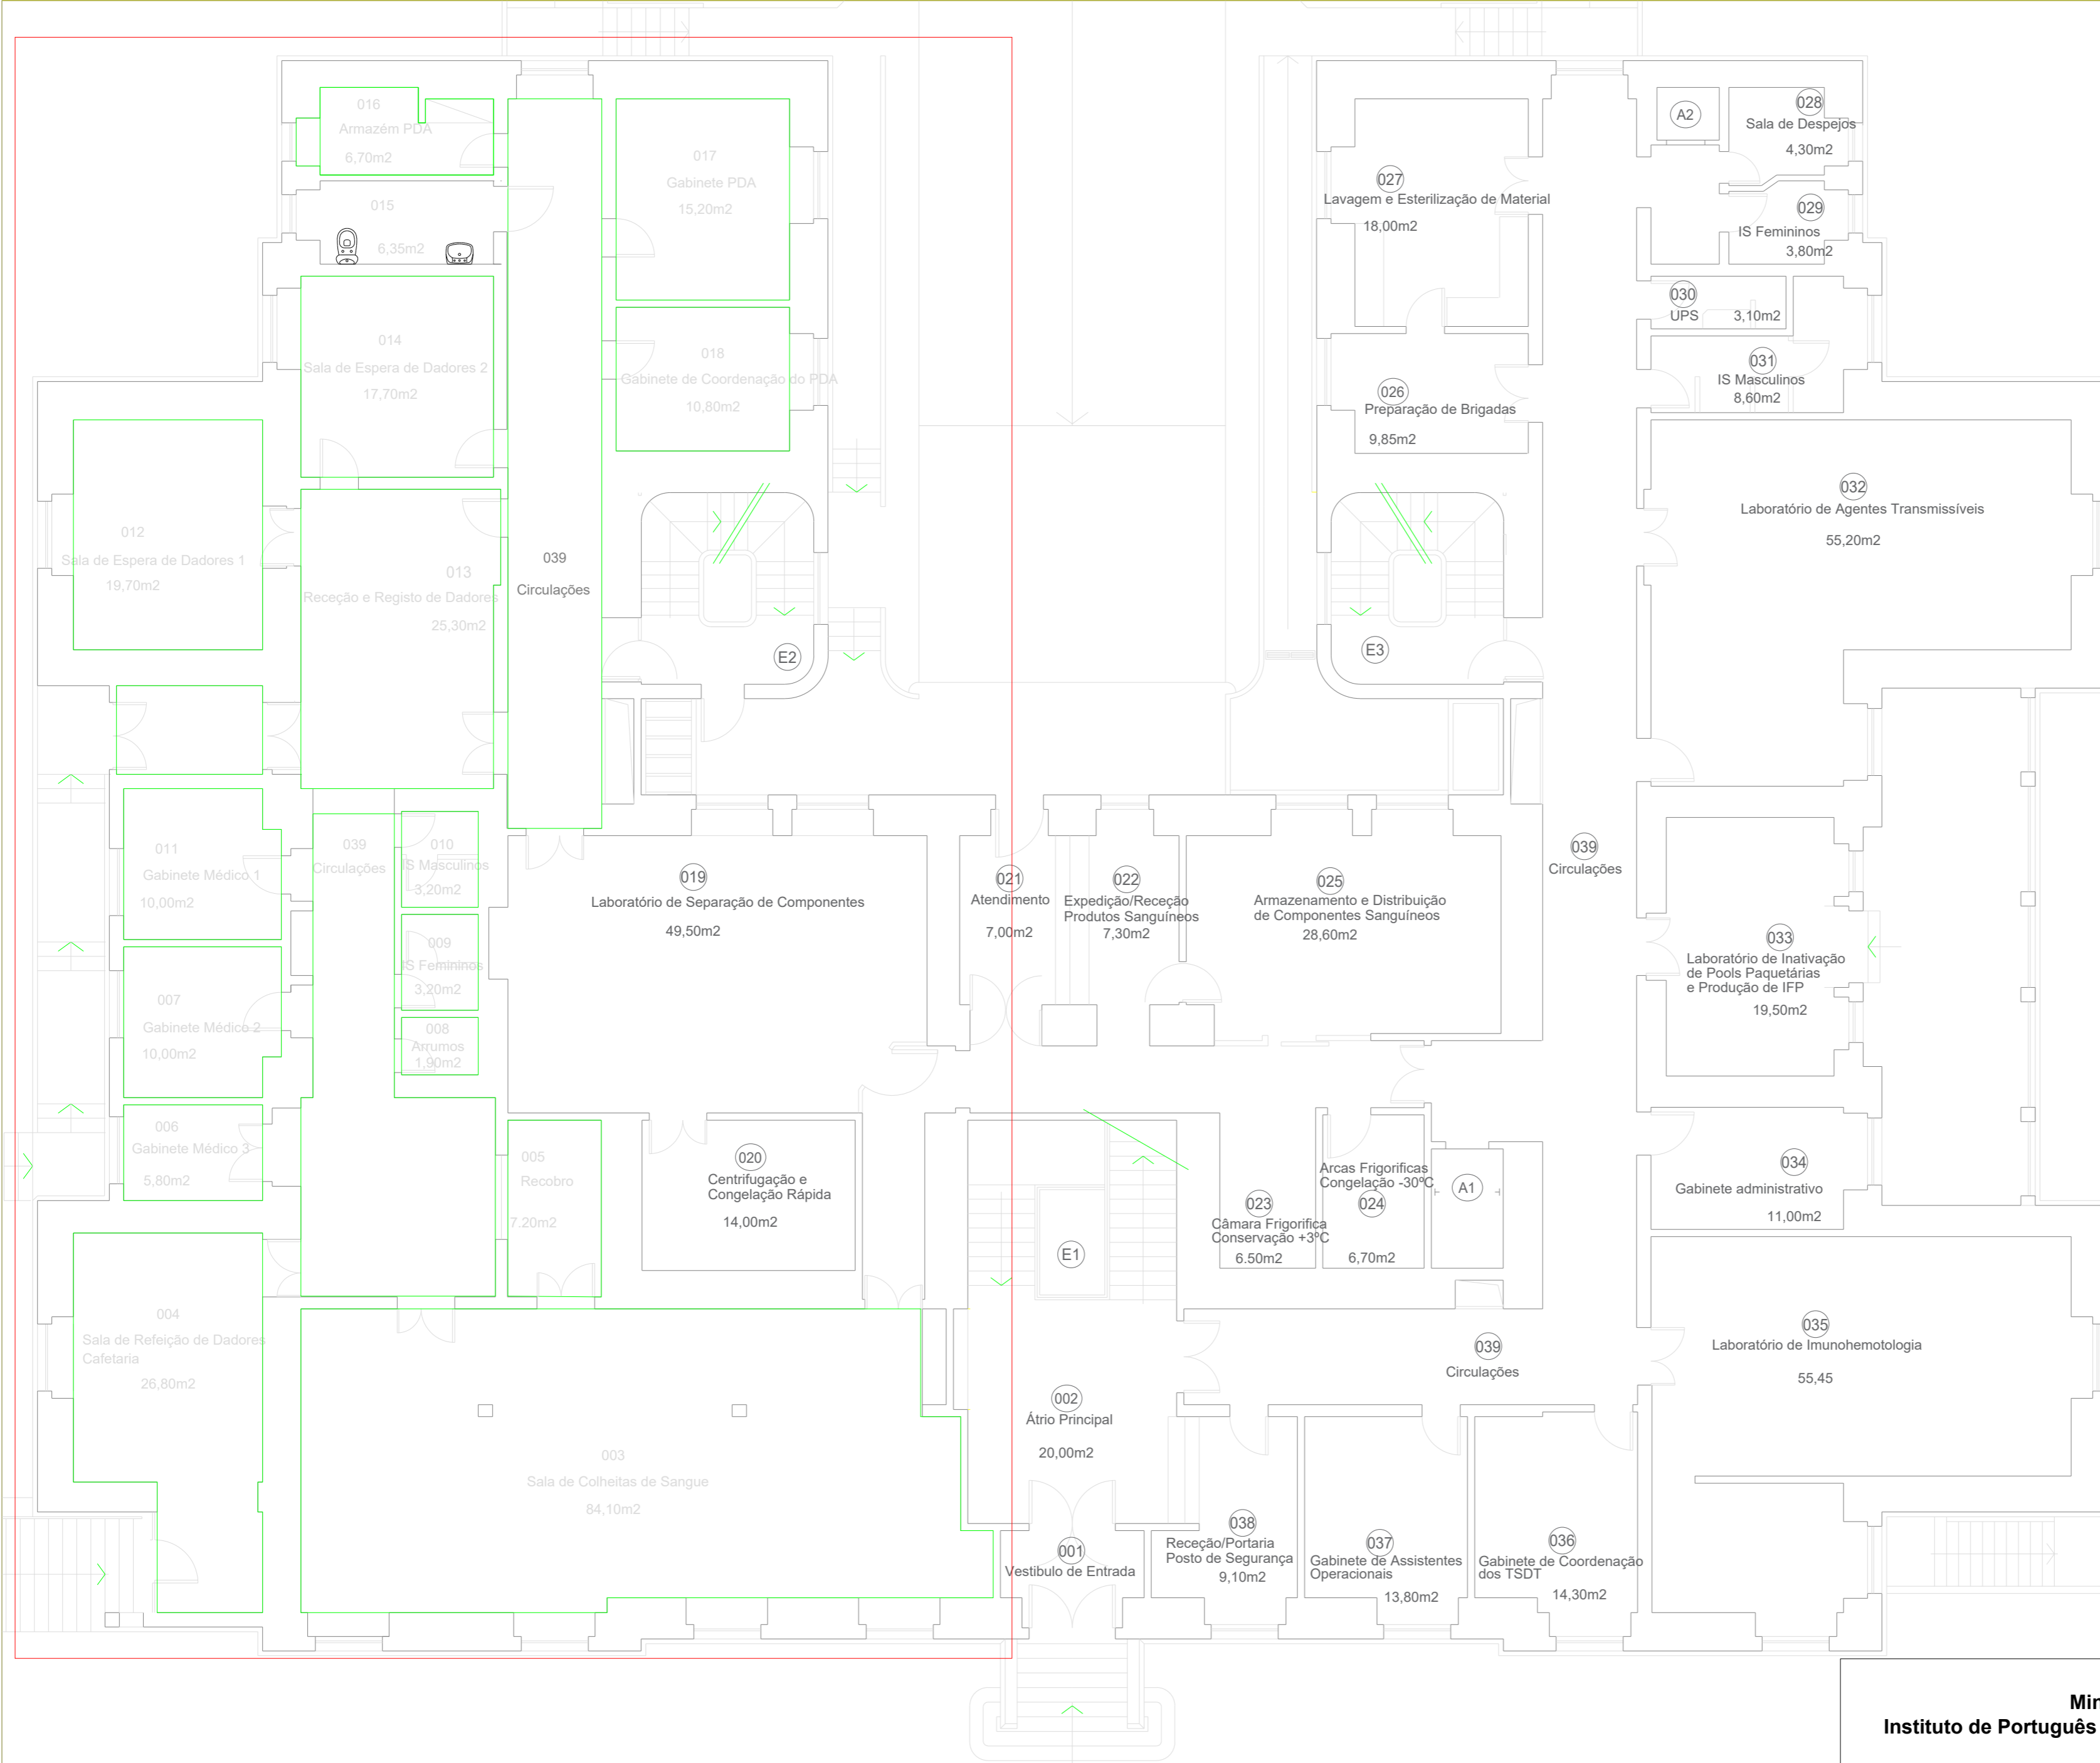 016
Armazém PDA
6,70m2
015
6,35m2
017
Gabinete PDA
15,20m2
014
Sala de Espera de Dadores 2
17,70m2
018
Gabinete de Coordenação do PDA
10,80m2
012
Sala de Espera de Dadores 1
19,70m2
013
Receção e Registo de Dadores
25,30m2
039
Circulações
E2
011
Gabinete Médico 1
10,00m2
039
Circulações
010
IS Masculinos
3,20m2
009
IS Femininos
3,20m2
008
Arrumos
1,90m2
007
Gabinete Médico 2
10,00m2
006
Gabinete Médico 3
5,80m2
005
Recobro
7.20m2
004
Sala de Refeição de Dadores
Cafetaria
26,80m2
003
Sala de Colheitas de Sangue
84,10m2
019
Laboratório de Separação de Componentes
49,50m2
020
Centrifugação e
Congelação Rápida
14,00m2
021
Atendimento
7,00m2
022
Expedição/Receção
Produtos Sanguíneos
7,30m2
025
Armazenamento e Distribuição
de Componentes Sanguíneos
28,60m2
E1
023
Câmara Frigorifica
Conservação +3ºC
6.50m2
Arcas Frigorificas
Congelação -30ºC
024
6,70m2
A1
002
Átrio Principal
20,00m2
001
Vestibulo de Entrada
038
Receção/Portaria
Posto de Segurança
9,10m2
037
Gabinete de Assistentes
Operacionais
13,80m2
036
Gabinete de Coordenação
dos TSDT
14,30m2
039
Circulações
027
Lavagem e Esterilização de Material
18,00m2
026
Preparação de Brigadas
9,85m2
E3
A2
028
Sala de Despejos
4,30m2
029
IS Femininos
3,80m2
030
UPS
3,10m2
031
IS Masculinos
8,60m2
032
Laboratório de Agentes Transmissíveis
55,20m2
039
Circulações
033
Laboratório de Inativação
de Pools Paquetárias
e Produção de IFP
19,50m2
034
Gabinete administrativo
11,00m2
035
Laboratório de Imunohemotologia
55,45
Min
Instituto de Português